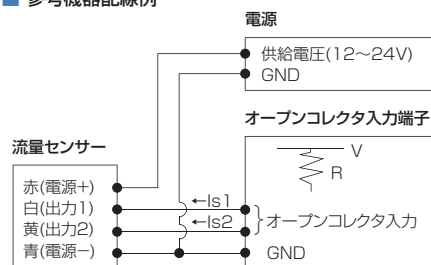 ■ 参考機器配線例
電源
供給電圧(12～24V)
GND
オープンコレクタ入力端子
V
R
流量センサー
赤(電源+)
白(出力1)
黄(出力2)
青(電源−)
←Is1
←Is2
オープンコレクタ入力
GND